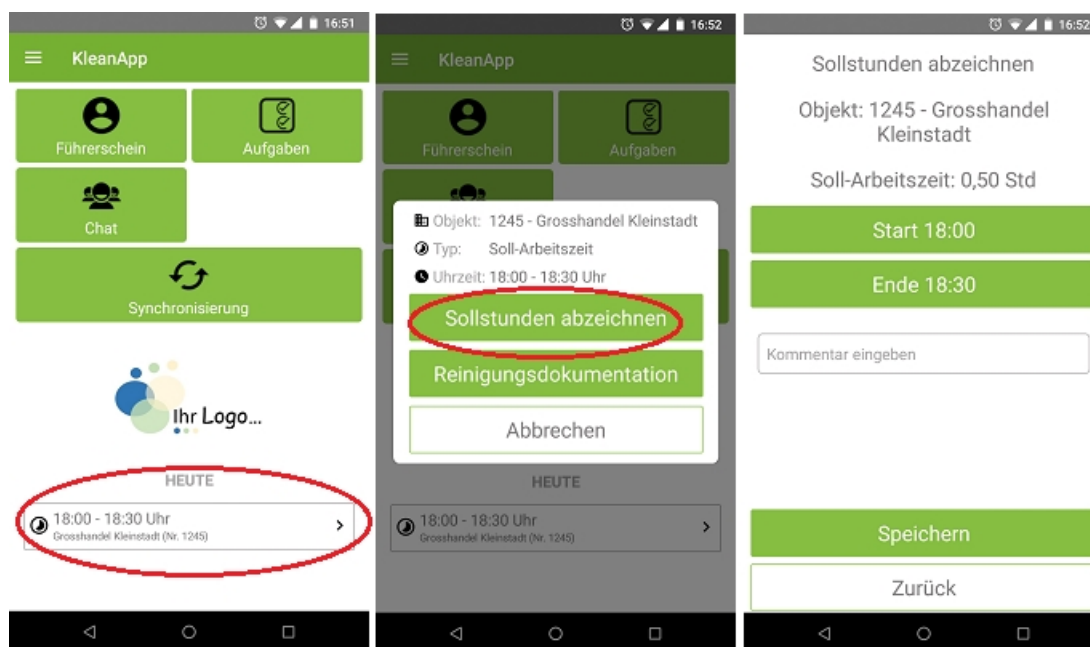 16:51
KleanApp
Führerschein
Aufgaben
Chat
Synchronisierung
Ihr Logo...
HEUTE
18:00 - 18:30 Uhr
Grosshandel Kleinstadt (Nr. 1245)
16:52
KleanApp
Führerschein
Aufgaben
Objekt: 1245 - Grosshandel Kleinstadt
Typ: Soll-Arbeitszeit
Uhrzeit: 18:00 - 18:30 Uhr
Sollstunden abzeichnen
Reinigungsdokumentation
Abbrechen
HEUTE
18:00 - 18:30 Uhr
Grosshandel Kleinstadt (Nr. 1245)
16:52
Sollstunden abzeichnen
Objekt: 1245 - Grosshandel
Kleinstadt
Soll-Arbeitszeit: 0,50 Std
Start 18:00
Ende 18:30
Kommentar eingeben
Speichern
Zurück